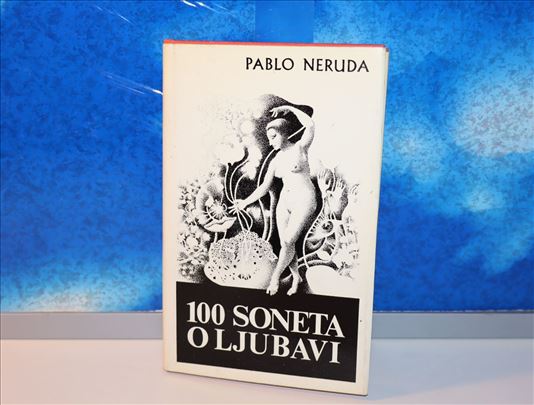 PABLO NERUDA
100 SONETA
O LJUBAVI